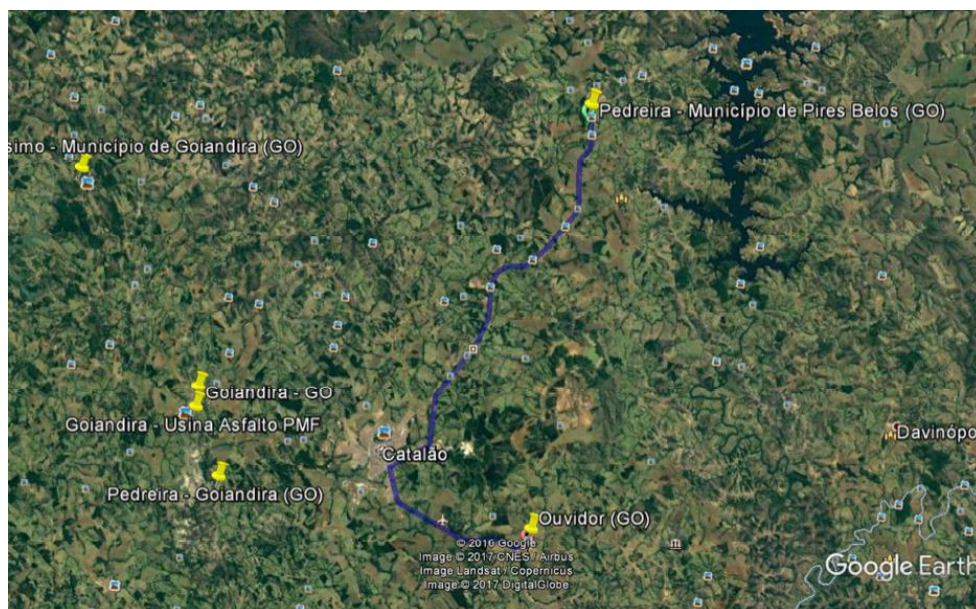 Pedreira - Município de Pires Belos (GO)
simo - Município de Goiandira (GO)
Goiandira - GO
Goiandira - Usina Asfalto PMF
Davinópo
Catalão
Pedreira - Goiandira (GO)
Ouvidor (GO)
© 2016 Google
Image © 2017 CNES / Airbus
Image Landsat / Copernicus
Image © 2017 DigitalGlobe
Google Earth